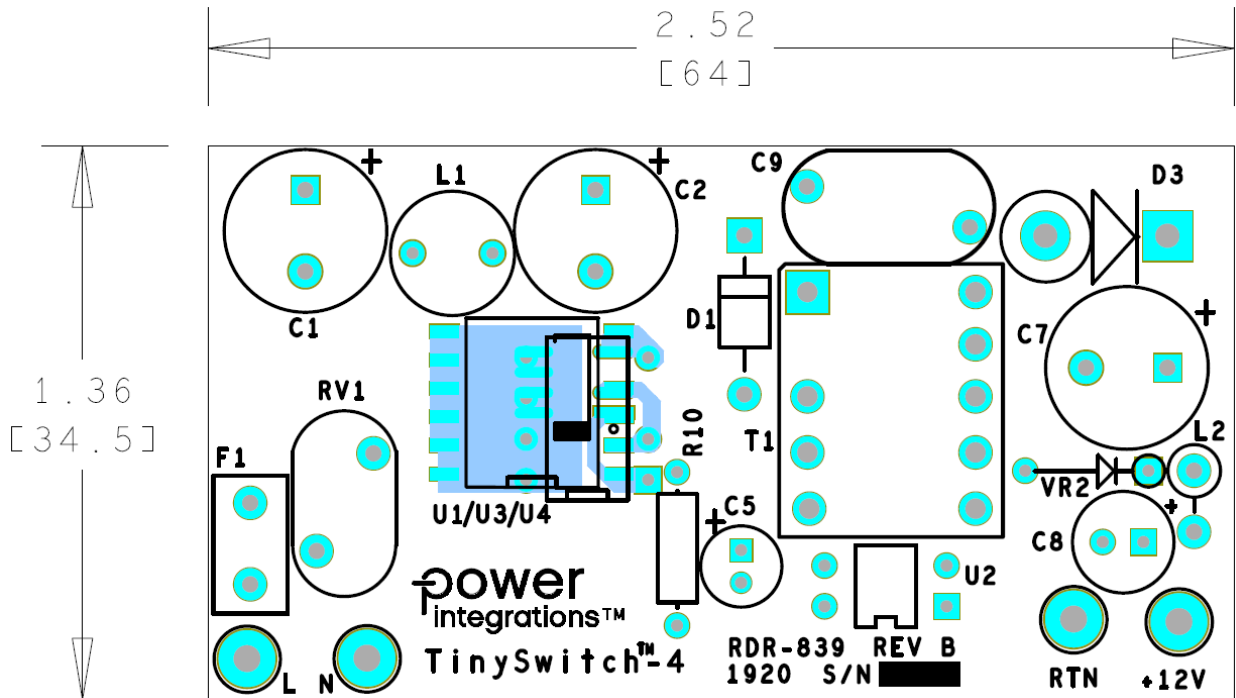 2.52
[64]
1.36
[34.5]
C1
+
L1
+
C2
C9
D3
D1
C7
+
RV1
F1
T1
R10
L2
VR2
U1/U3/U4
C5
+
C8
+
U2
power
integrations™
TinySwitch™-4
RDR-839 REV B
1920 S/N
L N
RTN +12V